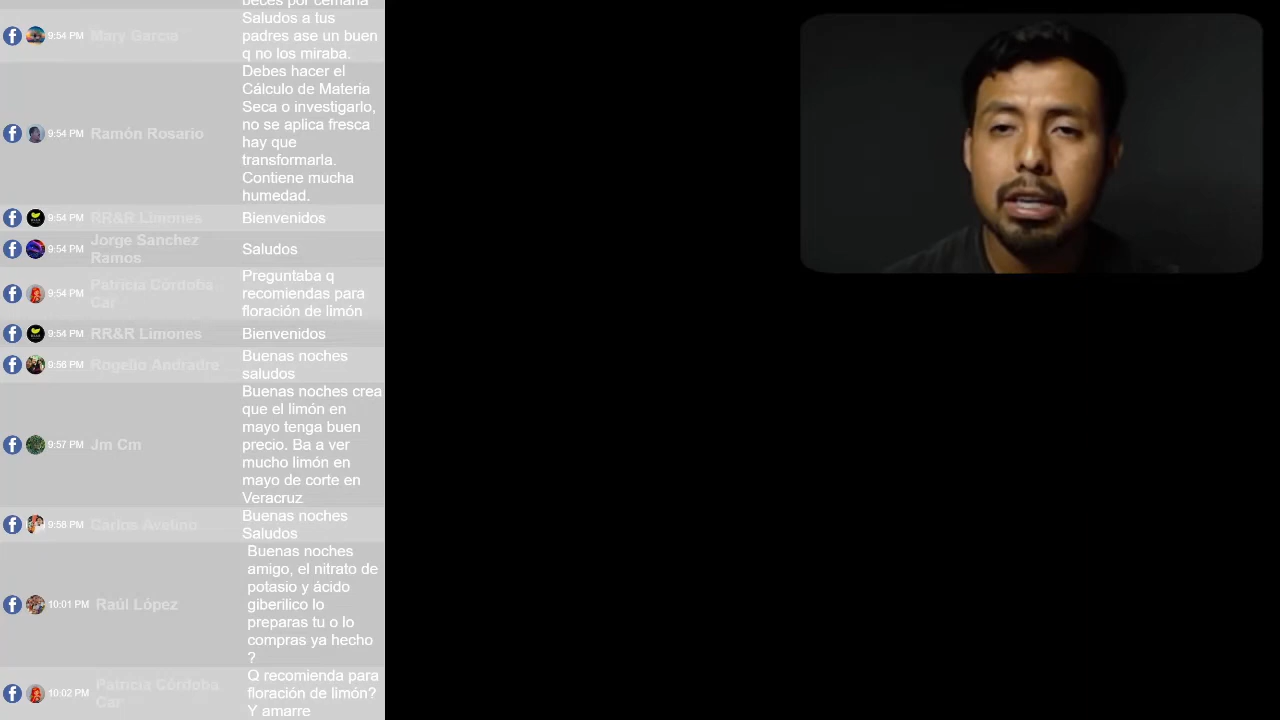 beces por cemana
9:54 PM Mary Garcia
Saludos a tus
padres ase un buen
q no los miraba.
9:54 PM Ramón Rosario
Debes hacer el
Cálculo de Materia
Seca o investigarlo,
no se aplica fresca
hay que
transformarla.
Contiene mucha
humedad.
9:54 PM RR&R Limones
Bienvenidos
9:54 PM Jorge Sanchez
Ramos
Saludos
9:54 PM Patricia Córdoba
Car
Preguntaba q
recomiendas para
floración de limón
9:54 PM RR&R Limones
Bienvenidos
9:56 PM Rogelio Andradre
Buenas noches
saludos
9:57 PM Jm Cm
Buenas noches crea
que el limón en
mayo tenga buen
precio. Ba a ver
mucho limón en
mayo de corte en
Veracruz
9:58 PM Carlos Avelino
Buenas noches
Saludos
10:01 PM Raúl López
Buenas noches
amigo, el nitrato de
potasio y ácido
giberilico lo
preparas tu o lo
compras ya hecho
?
10:02 PM Patricia Córdoba
Car
Q recomienda para
floración de limón?
Y amarre